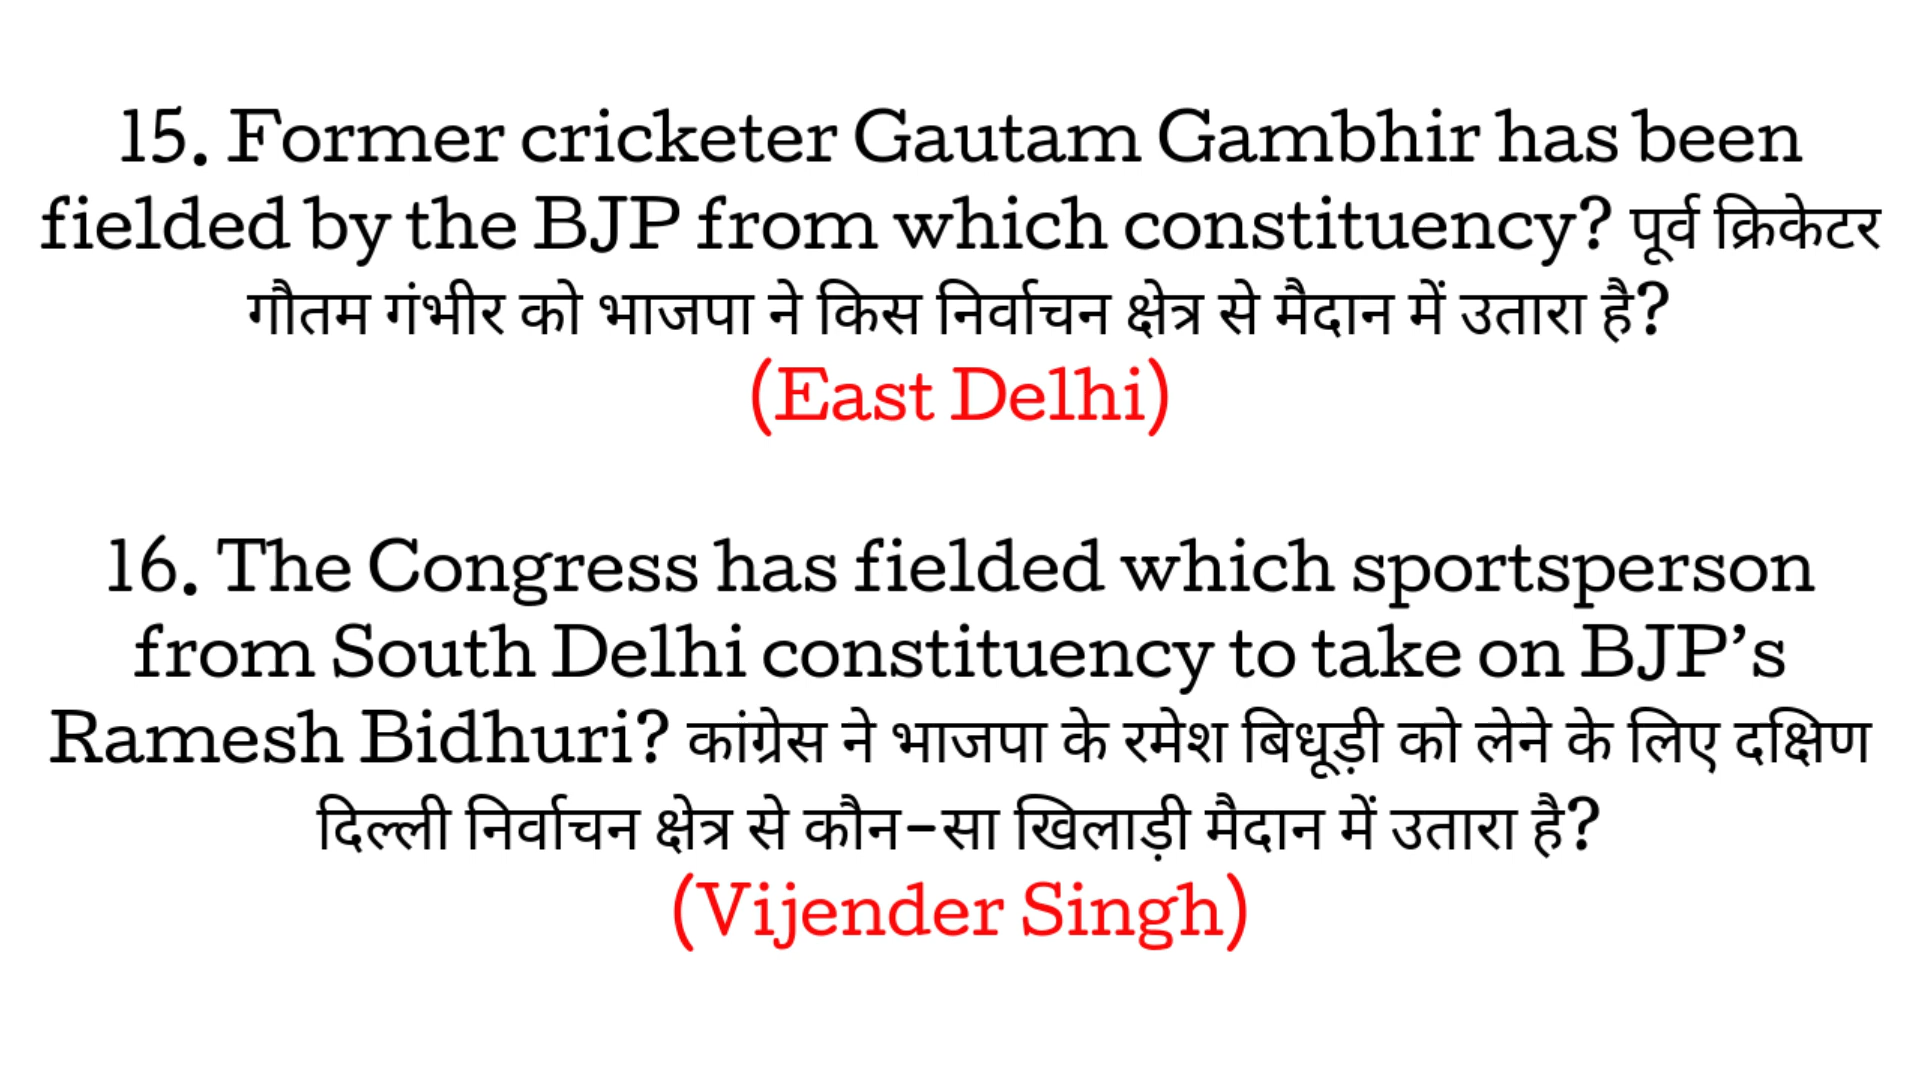 15. Former cricketer Gautam Gambhir has been
fielded by the BJP from which constituency? पूर्व क्रिकेटर
गौतम गंभीर को भाजपा ने किस निर्वाचन क्षेत्र से मैदान में उतारा है?
(East Delhi)
16. The Congress has fielded which sportsperson
from South Delhi constituency to take on BJP’s
Ramesh Bidhuri? कांग्रेस ने भाजपा के रमेश बिधूड़ी को लेने के लिए दक्षिण
दिल्ली निर्वाचन क्षेत्र से कौन-सा खिलाड़ी मैदान में उतारा है?
(Vijender Singh)